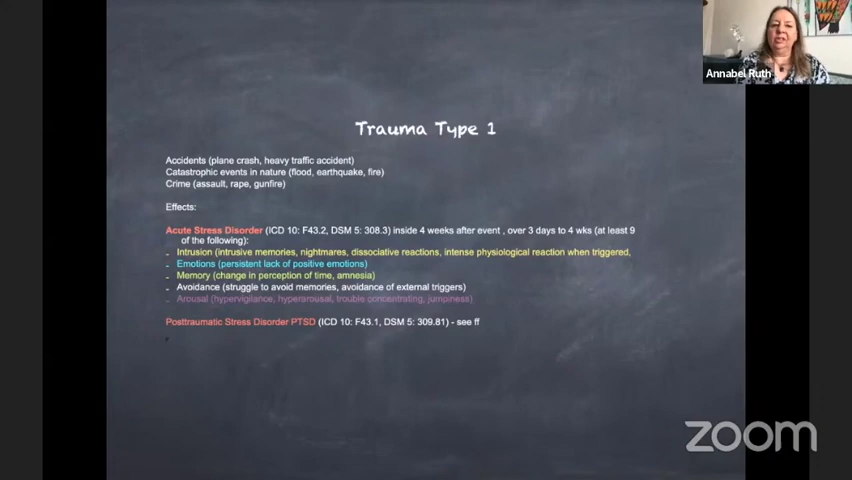 Annabel Ruth
Trauma Type 1
Accidents (plane crash, heavy traffic accident)
Catastrophic events in nature (flood, earthquake, fire)
Crime (assault, rape, gunfire)
Effects:
Acute Stress Disorder (ICD 10: F43.2, DSM 5: 308.3) inside 4 weeks after event , over 3 days to 4 wks (at least 9
of the following):
- Intrusion (intrusive memories, nightmares, dissociative reactions, intense physiological reaction when triggered,
- Emotions (persistent lack of positive emotions)
- Memory (change in perception of time, amnesia)
- Avoidance (struggle to avoid memories, avoidance of external triggers)
- Arousal (hypervigilance, hyperarousal, trouble concentrating, jumpiness)
Posttraumatic Stress Disorder PTSD (ICD 10: F43.1, DSM 5: 309.81) - see ff
zoom